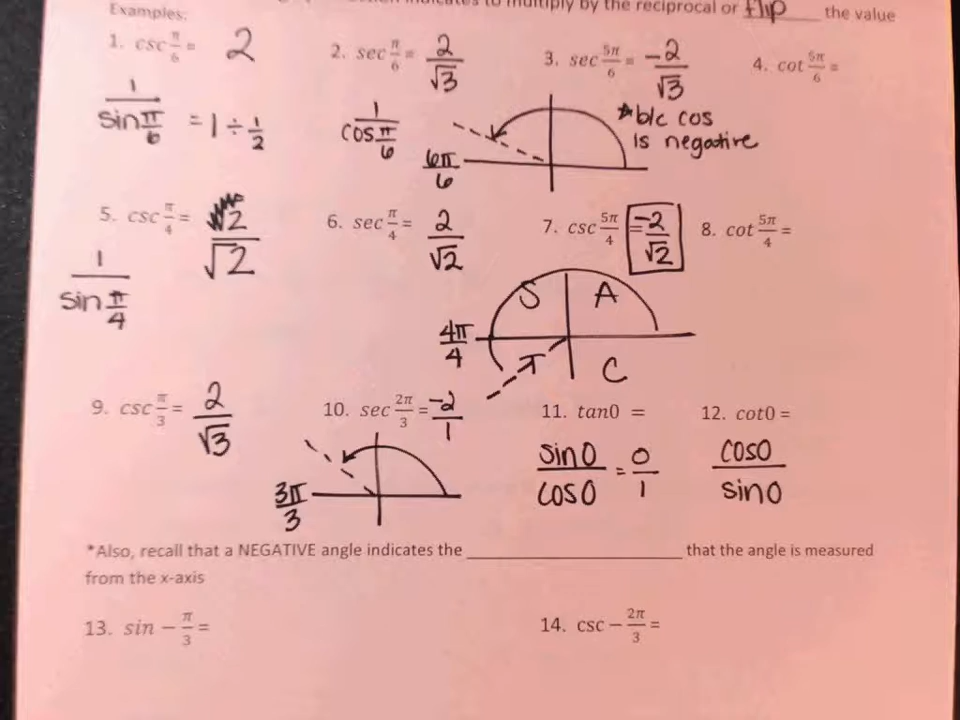 to multiply by the reciprocal or flip the value
Examples:
1. csc π/6 = 2
2. sec π/6 = 2/√3
3. sec 5π/6 = -2/√3
4. cot 5π/6 =
1/sin π/6 = 1 ÷ 1/2
1/cos π/6
6π/6
*b/c cos
is negative
5. csc π/4 = 2/√2
6. sec π/4 = 2/√2
7. csc 5π/4 = -2/√2
8. cot 5π/4 =
1/sin π/4
S A
4π/4
T C
9. csc π/3 = 2/√3
10. sec 2π/3 = -2/1
11. tan0 =
12. cot0 =
3π/3
sin0/cos0 = 0/1
cos0/sin0
*Also, recall that a NEGATIVE angle indicates the ____________________ that the angle is measured
from the x-axis
13. sin − π/3 =
14. csc − 2π/3 =